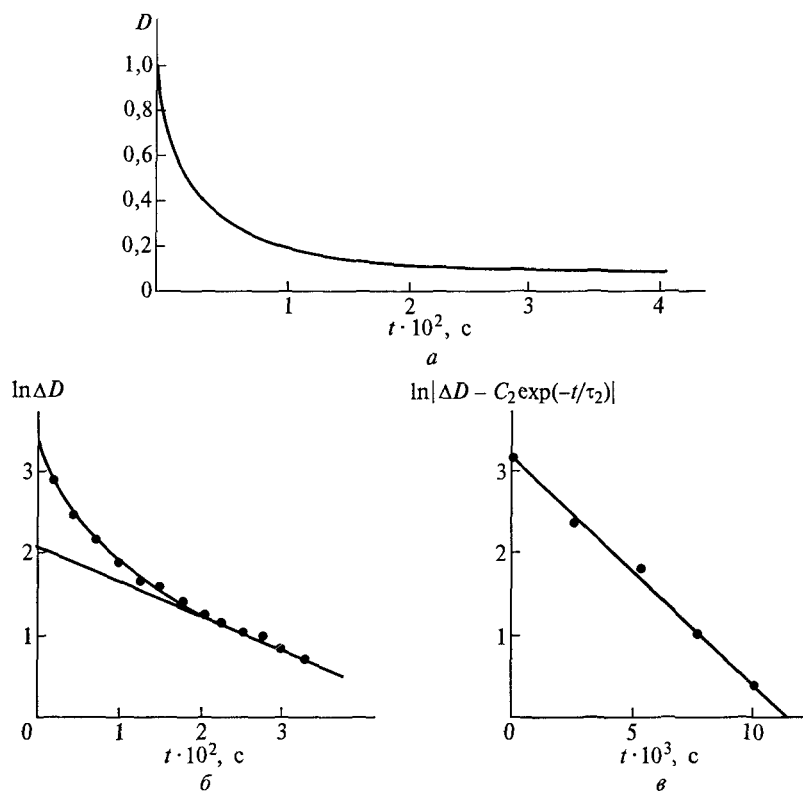 D
1,0
0,8
0,6
0,4
0,2
0
1 2 3 4
t · 10², с
а
ln ΔD
3
2
1
0 1 2 3
t · 10², с
б
ln|ΔD – C₂exp(–t/τ₂)|
3
2
1
0 5 10
t · 10³, с
в